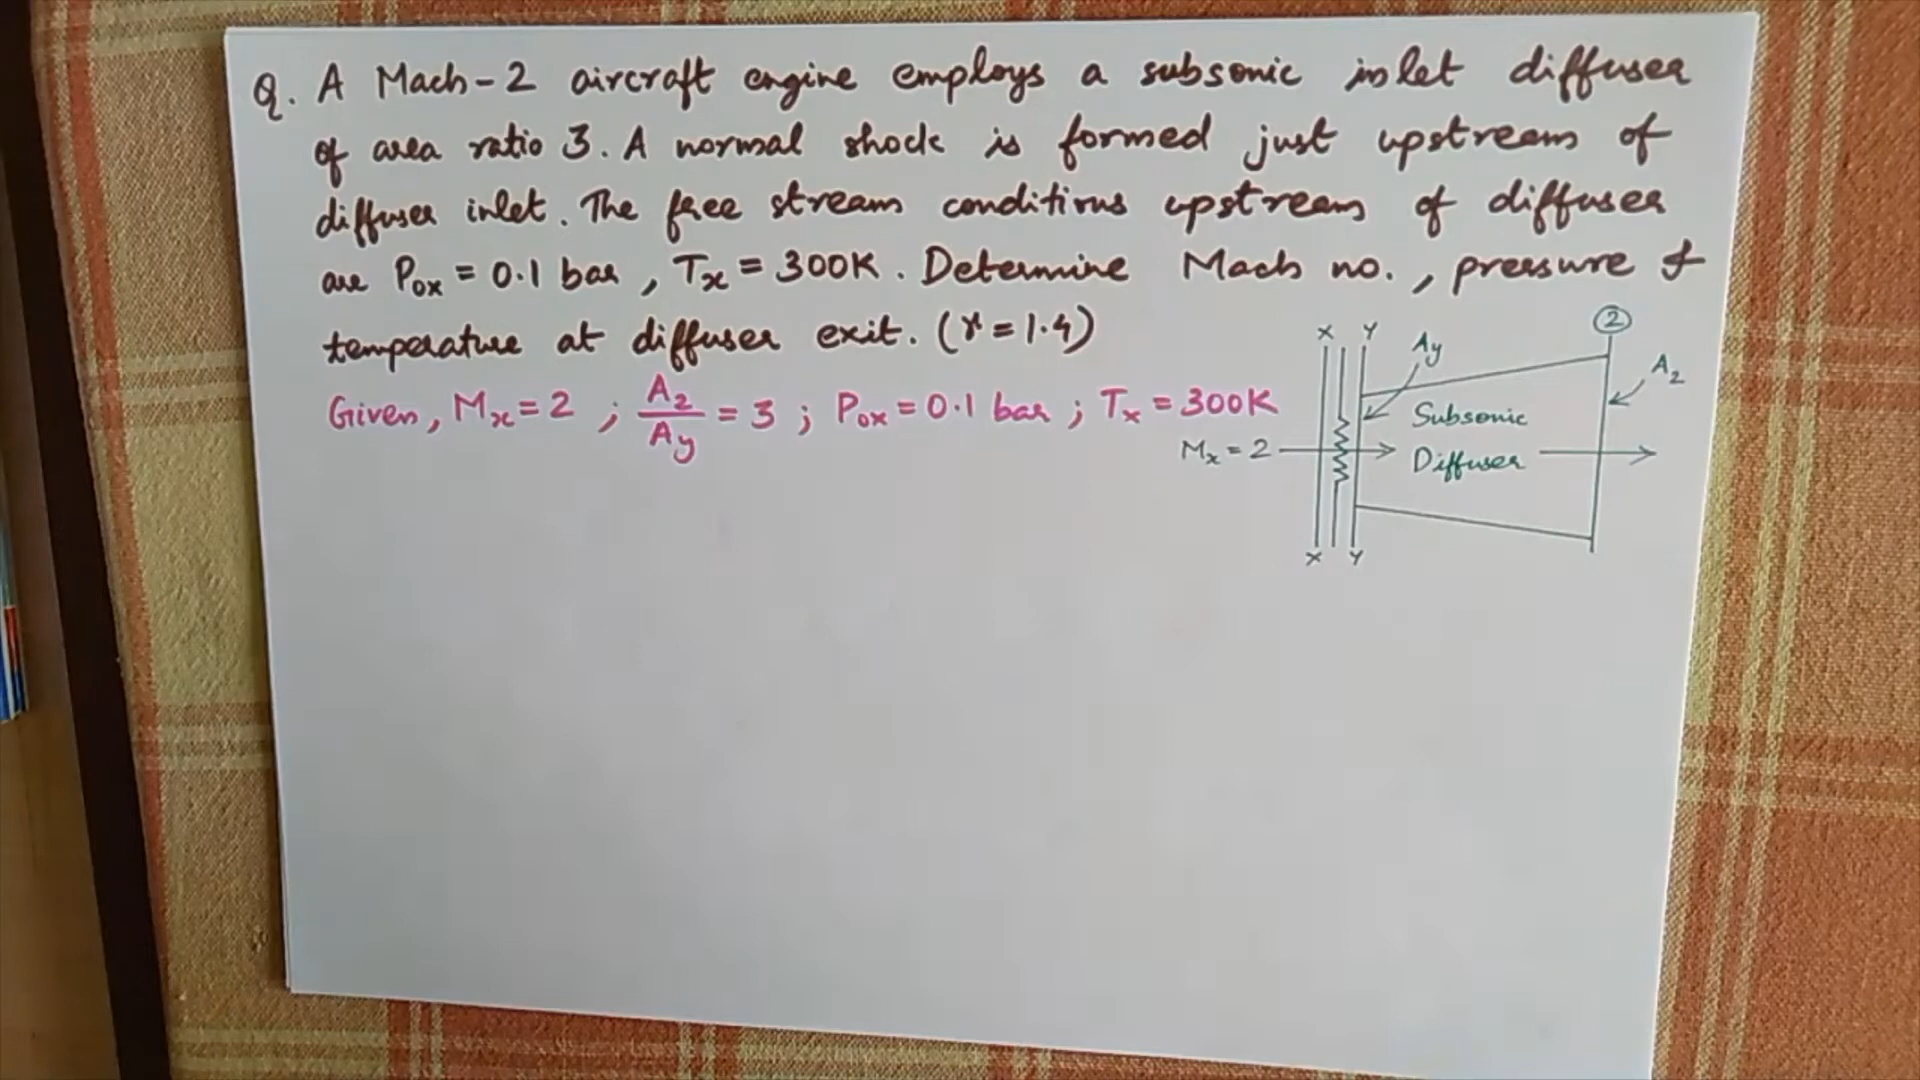 Q. A Mach-2 aircraft engine employs a subsonic inlet diffuser
of area ratio 3. A normal shock is formed just upstream of
diffuser inlet. The free stream conditions upstream of diffuser
are Pox = 0.1 bar, Tx = 300K. Determine Mach no., pressure &
temperature at diffuser exit. (γ = 1.4)
Given, Mx = 2 ; A2/Ay = 3 ; Pox = 0.1 bar ; Tx = 300K
X Y Ay 2 A2
Subsonic
Mx = 2 Diffuser
X Y